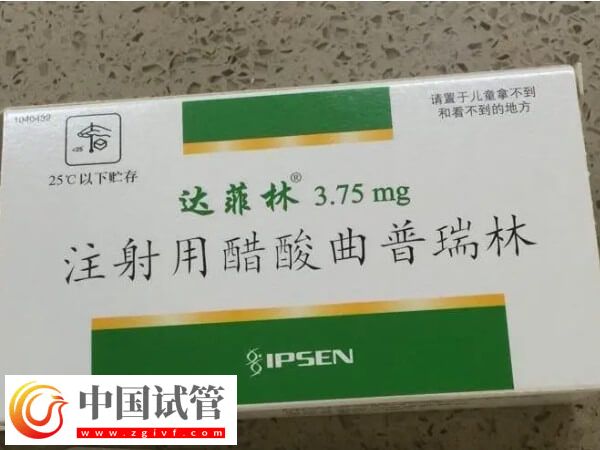 请置于儿童拿不到
和看不到的地方
1040459
<25
25℃以下贮存
达菲林® 3.75 mg
注射用醋酸曲普瑞林
IPSEN
中国试管
www.zgivf.com